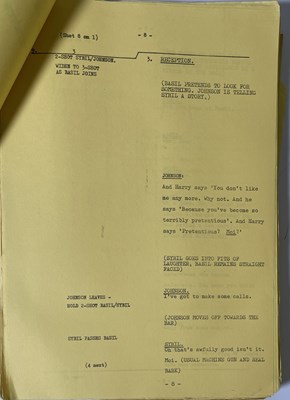 (Shot 6 on 1) - 8 -
3
2-SHOT SYBIL/JOHNSON.
WIDEN TO 3-SHOT
AS BASIL JOINS
3. RECEPTION.
(BASIL PRETENDS TO LOOK FOR
SOMETHING. JOHNSON IS TELLING
SYBIL A STORY.)
JOHNSON:
And Harry says 'You don't like
me any more. Why not. And he
says 'Because you've become so
terribly pretentious'. And Harry
says 'Pretentious? Moi?'
(SYBIL GOES INTO FITS OF
LAUGHTER, BASIL REMAINS STRAIGHT
FACED)
JOHNSON LEAVES -
HOLD 2-SHOT BASIL/SYBIL
JOHNSON.
I've got to make some calls.
(JOHNSON MOVES OFF TOWARDS THE
BAR)
SYBIL PASSES BASIL
SYBIL.
Oh that's awfully good isn't it.
Moi. (USUAL MACHINE GUN AND SEAL
BARK)
(4 next)
- 8 -